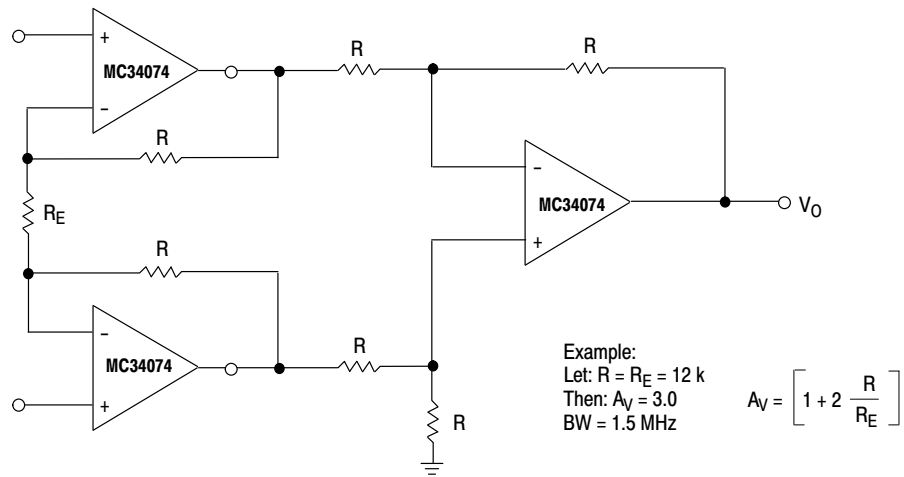 R
R
+
MC34074
−
R
R_E
MC34074
−
+
V_O
R
−
MC34074
+
R
R
Example:
Let: R = R_E = 12 k
Then: A_V = 3.0
BW = 1.5 MHz
A_V = [1 + 2 R/R_E]